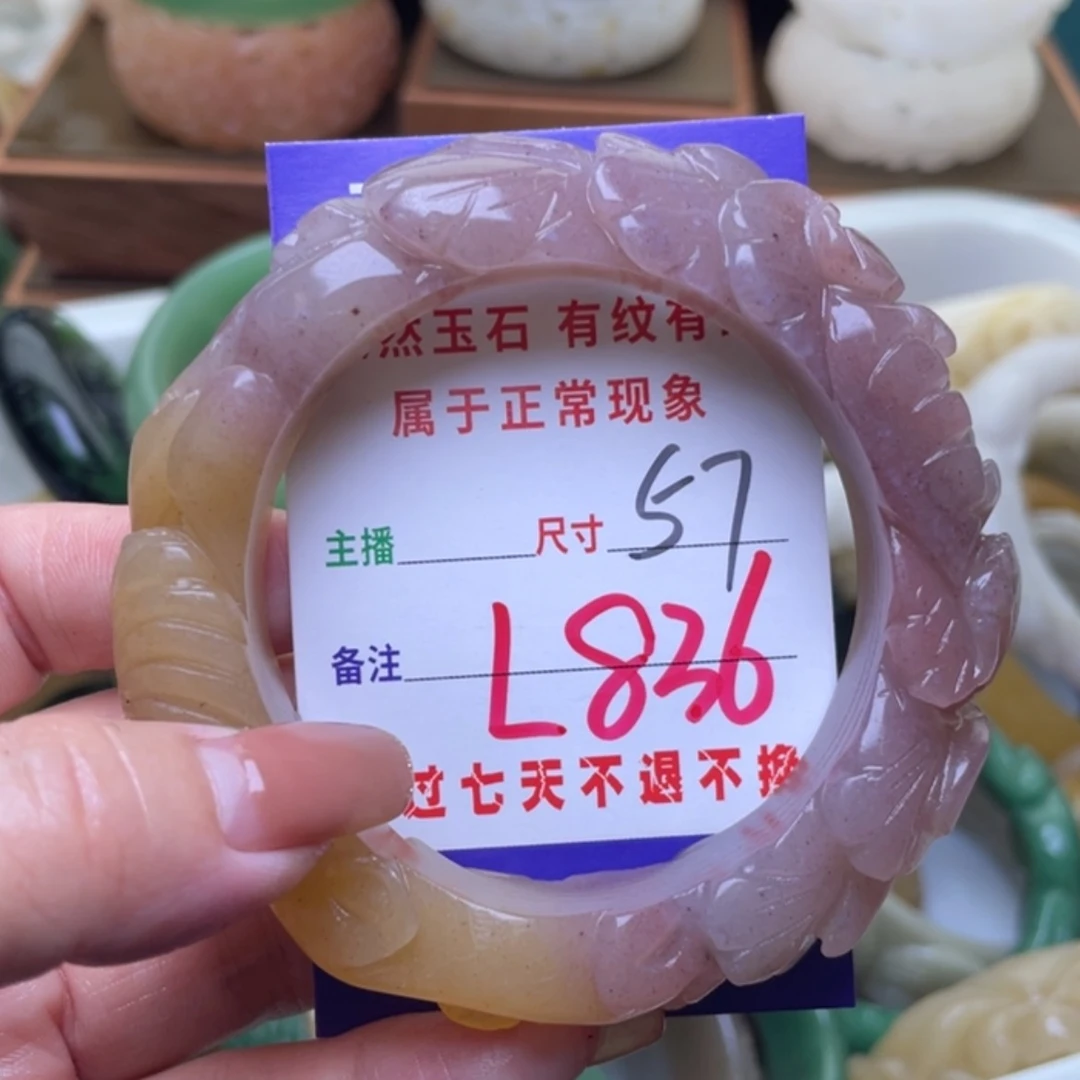 然玉石 有纹有
属于正常现象
主播 尺寸 57
备注 L836
过七天不退不换